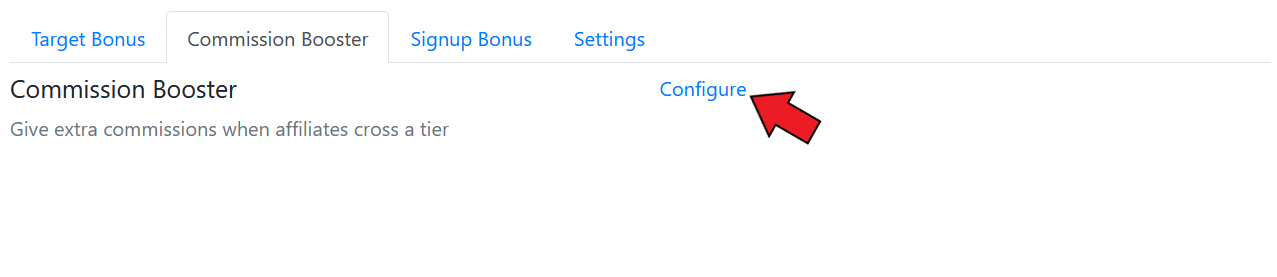 Target Bonus Commission Booster Signup Bonus Settings
Commission Booster Configure
Give extra commissions when affiliates cross a tier